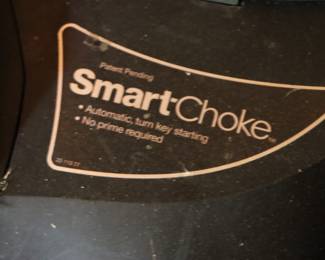 Patent Pending
Smart-Choke
• Automatic, turn key starting
• No prime required